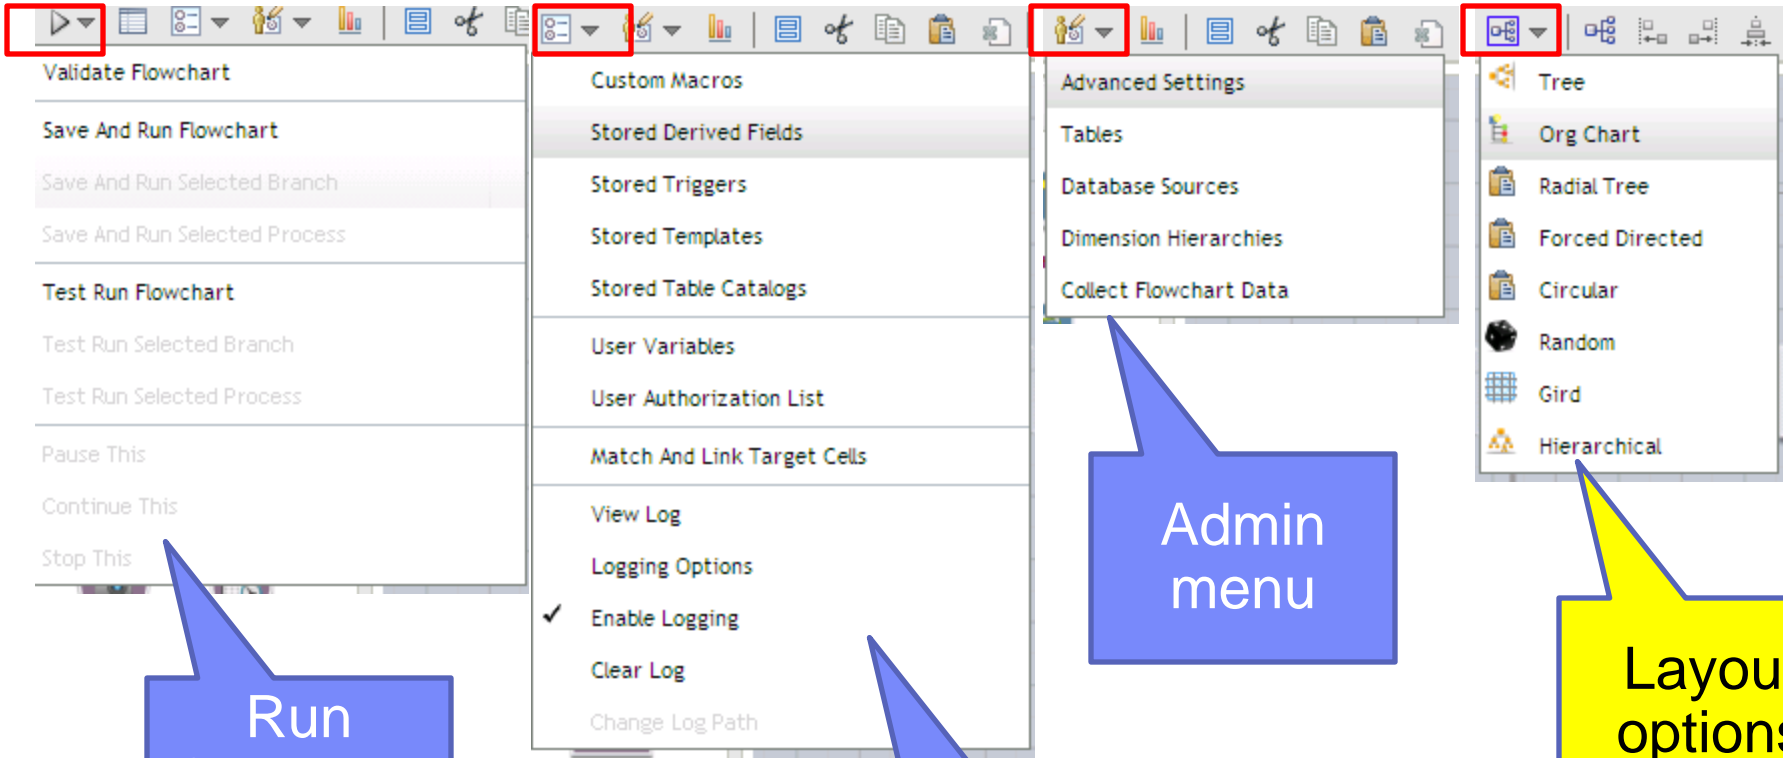 Validate Flowchart
Save And Run Flowchart
Save And Run Selected Branch
Save And Run Selected Process
Test Run Flowchart
Test Run Selected Branch
Test Run Selected Process
Pause This
Continue This
Stop This
Run
Custom Macros
Stored Derived Fields
Stored Triggers
Stored Templates
Stored Table Catalogs
User Variables
User Authorization List
Match And Link Target Cells
View Log
Logging Options
Enable Logging
Clear Log
Change Log Path
Advanced Settings
Tables
Database Sources
Dimension Hierarchies
Collect Flowchart Data
Admin
menu
Tree
Org Chart
Radial Tree
Forced Directed
Circular
Random
Gird
Hierarchical
Layou
options